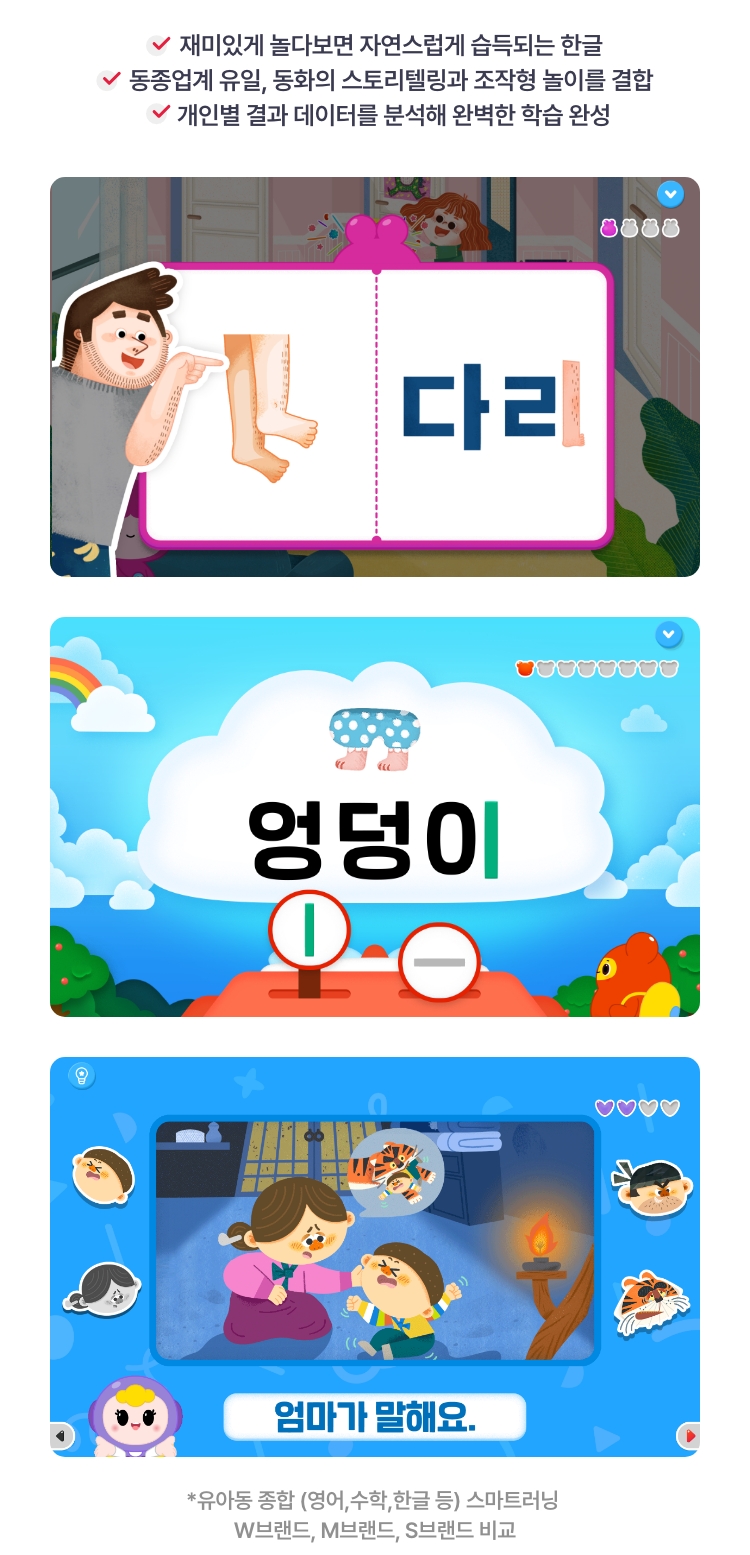 재미있게 놀다보면 자연스럽게 습득되는 한글
동종업계 유일, 동화의 스토리텔링과 조작형 놀이를 결합
개인별 결과 데이터를 분석해 완벽한 학습 완성
다리
엉덩이
ㅣ ㅡ
엄마가 말해요.
*유아동 종합 (영어,수학,한글 등) 스마트러닝
W브랜드, M브랜드, S브랜드 비교